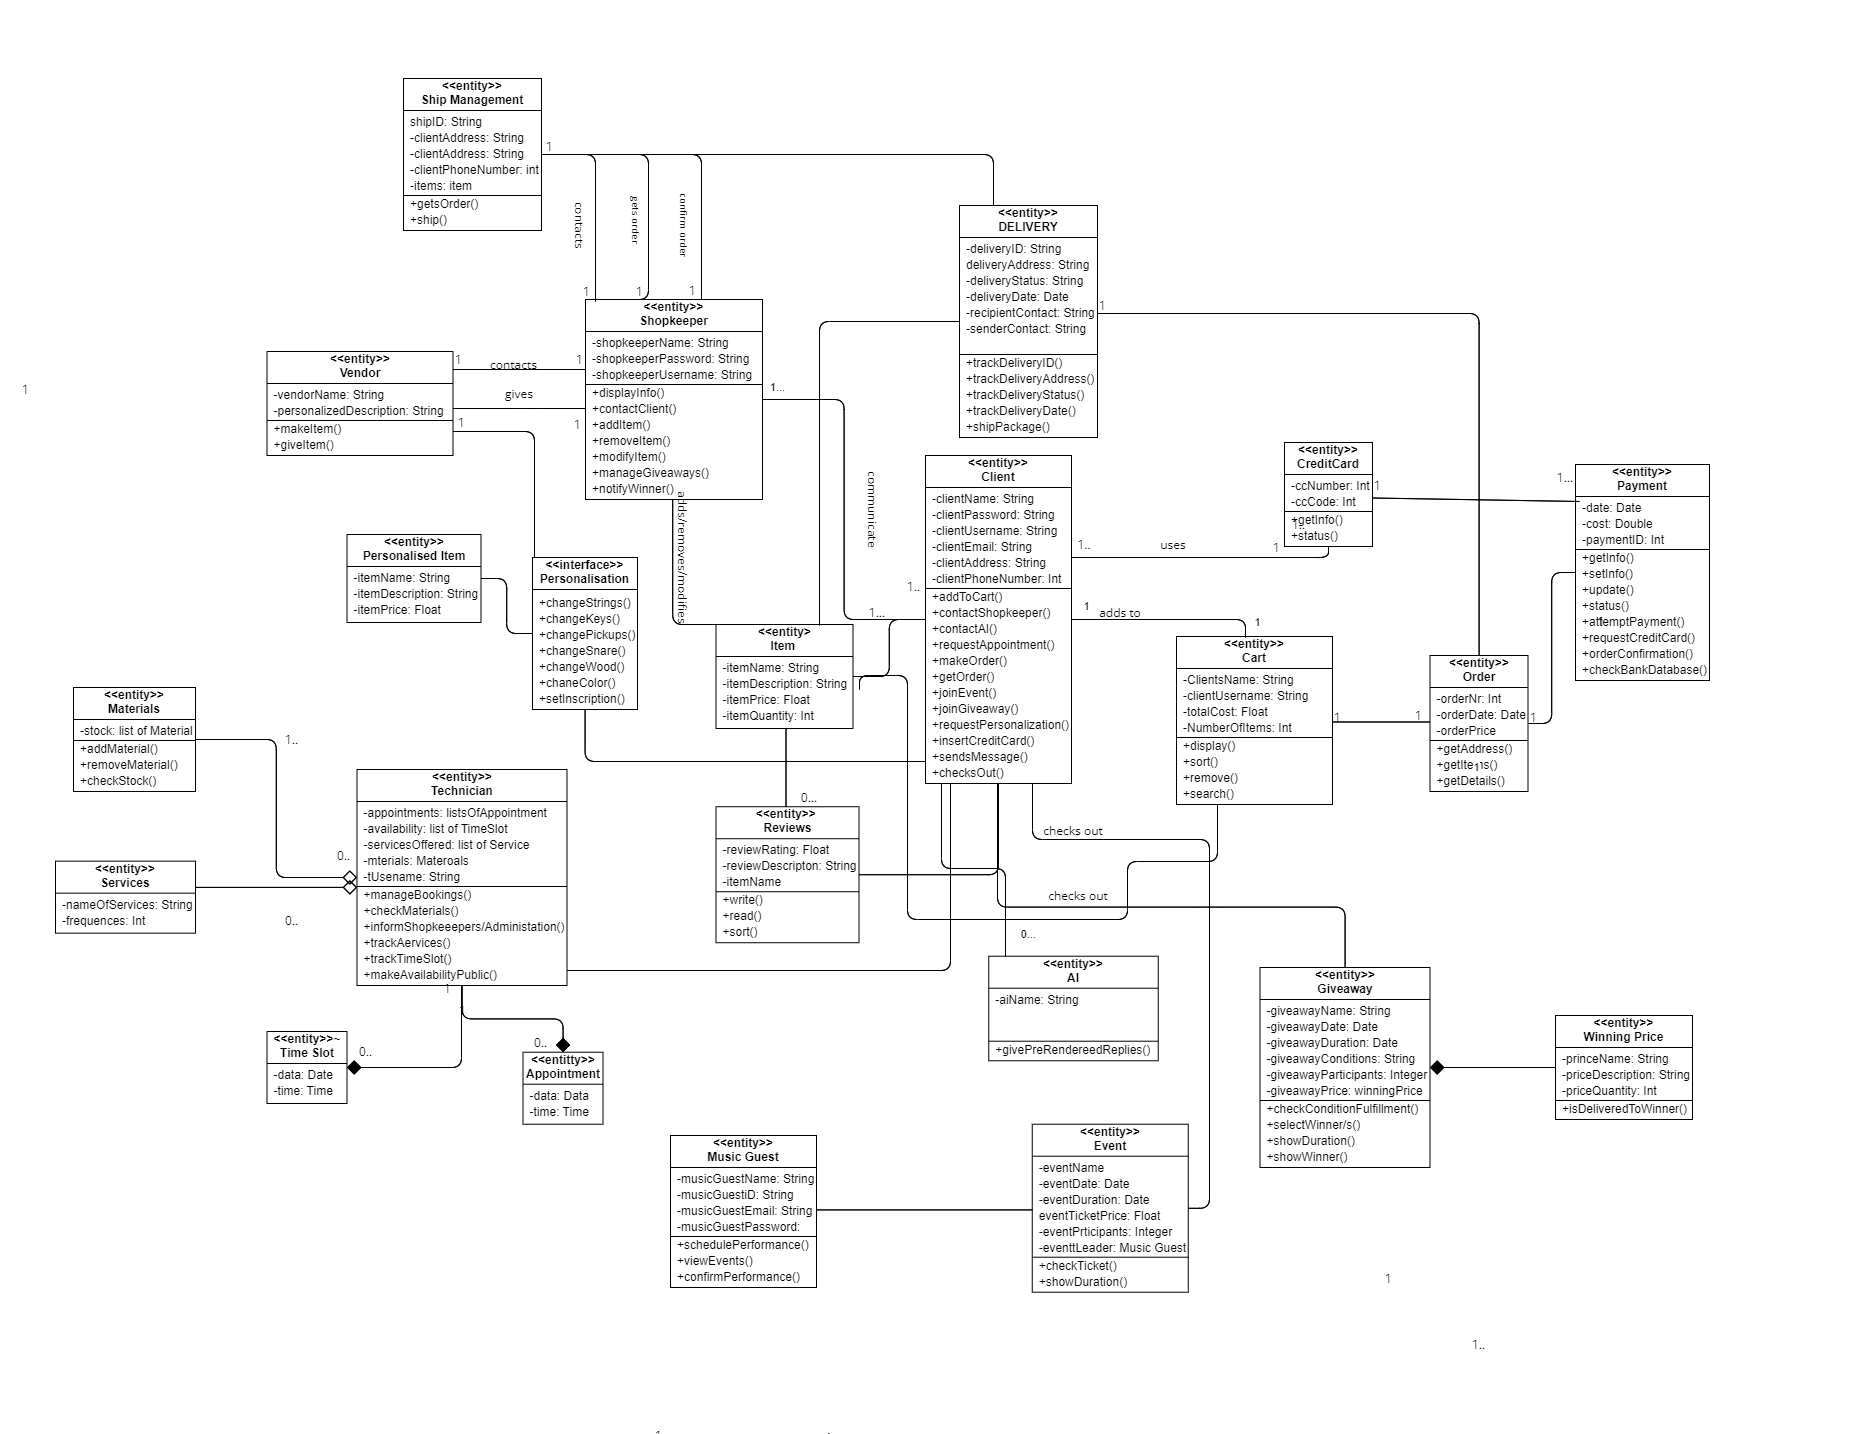 <<entity>>
Ship Management
shipID: String
-clientAddress: String
-clientAddress: String
-clientPhoneNumber: int
-items: item
+getsOrder()
+ship()
1
contacts
gets order
confirm order
1
1
1
<<entity>>
DELIVERY
-deliveryID: String
deliveryAddress: String
-deliveryStatus: String
-deliveryDate: Date
-recipientContact: String
-senderContact: String
+trackDeliveryID()
+trackDeliveryAddress()
+trackDeliveryStatus()
+trackDeliveryDate()
+shipPackage()
1
<<entity>>
Shopkeeper
-shopkeeperName: String
-shopkeeperPassword: String
-shopkeeperUsername: String
+displayInfo()
+contactClient()
+addItem()
+removeItem()
+modifyItem()
+manageGiveaways()
+notifyWinner()
1...
<<entity>>
Vendor
-vendorName: String
-personalizedDescription: String
+makeItem()
+giveItem()
1
contacts
1
gives
1
1
1
communicate
adds/removes/modifies
<<entity>>
Client
-clientName: String
-clientPassword: String
-clientUsername: String
-clientEmail: String
-clientAddress: String
-clientPhoneNumber: Int
+addToCart()
+contactShopkeeper()
+contactAI()
+requestAppointment()
+makeOrder()
+getOrder()
+joinEvent()
+joinGiveaway()
+requestPersonalization()
+insertCreditCard()
+sendsMessage()
+checksOut()
1..
1...
1..
uses
1
<<entity>>
CreditCard
-ccNumber: Int
-ccCode: Int
+getInfo()
1..
+status()
1
1...
<<entity>>
Payment
-date: Date
-cost: Double
-paymentID: Int
+getInfo()
+setInfo()
+update()
+status()
+attemptPayment()
+requestCreditCard()
+orderConfirmation()
+checkBankDatabase()
<<entity>>
Personalised Item
-itemName: String
-itemDescription: String
-itemPrice: Float
<<interface>>
Personalisation
+changeStrings()
+changeKeys()
+changePickups()
+changeSnare()
+changeWood()
+chaneColor()
+setInscription()
<<entity>
Item
-itemName: String
-itemDescription: String
-itemPrice: Float
-itemQuantity: Int
1
adds to
1
<<entity>>
Cart
-ClientsName: String
-clientUsername: String
-totalCost: Float
-NumberOfItems: Int
+display()
+sort()
+remove()
+search()
1
1
<<entity>>
Order
-orderNr: Int
-orderDate: Date
-orderPrice
+getAddress()
+getItems()
+getDetails()
1
1
<<entity>>
Materials
-stock: list of Material
+addMaterial()
+removeMaterial()
+checkStock()
1..
<<entity>>
Technician
-appointments: listsOfAppointment
-availability: list of TimeSlot
-servicesOffered: list of Service
-mterials: Materoals
-tUsename: String
+manageBookings()
+checkMaterials()
+informShopkeeepers/Administation()
+trackAervices()
+trackTimeSlot()
+makeAvailabilityPublic()
0..
<<entity>>
Services
-nameOfServices: String
-frequences: Int
0..
0...
<<entity>>
Reviews
-reviewRating: Float
-reviewDescripton: String
-itemName
+write()
+read()
+sort()
checks out
checks out
0...
<<entity>>
AI
-aiName: String
+givePreRendereedReplies()
<<entity>>
Giveaway
-giveawayName: String
-giveawayDate: Date
-giveawayDuration: Date
-giveawayConditions: String
-giveawayParticipants: Integer
-giveawayPrice: winningPrice
+checkConditionFulfillment()
+selectWinner/s()
+showDuration()
+showWinner()
<<entity>>
Winning Price
-princeName: String
-priceDescription: String
-priceQuantity: Int
+isDeliveredToWinner()
1
<<entity>>~
Time Slot
-data: Date
-time: Time
0..
0..
<<entitty>>
Appointment
-data: Data
-time: Time
<<entity>>
Music Guest
-musicGuestName: String
-musicGuestiD: String
-musicGuestEmail: String
-musicGuestPassword:
+schedulePerformance()
+viewEvents()
+confirmPerformance()
<<entity>>
Event
-eventName
-eventDate: Date
-eventDuration: Date
eventTicketPrice: Float
-eventPrticipants: Integer
-eventtLeader: Music Guest
+checkTicket()
+showDuration()
1
1..